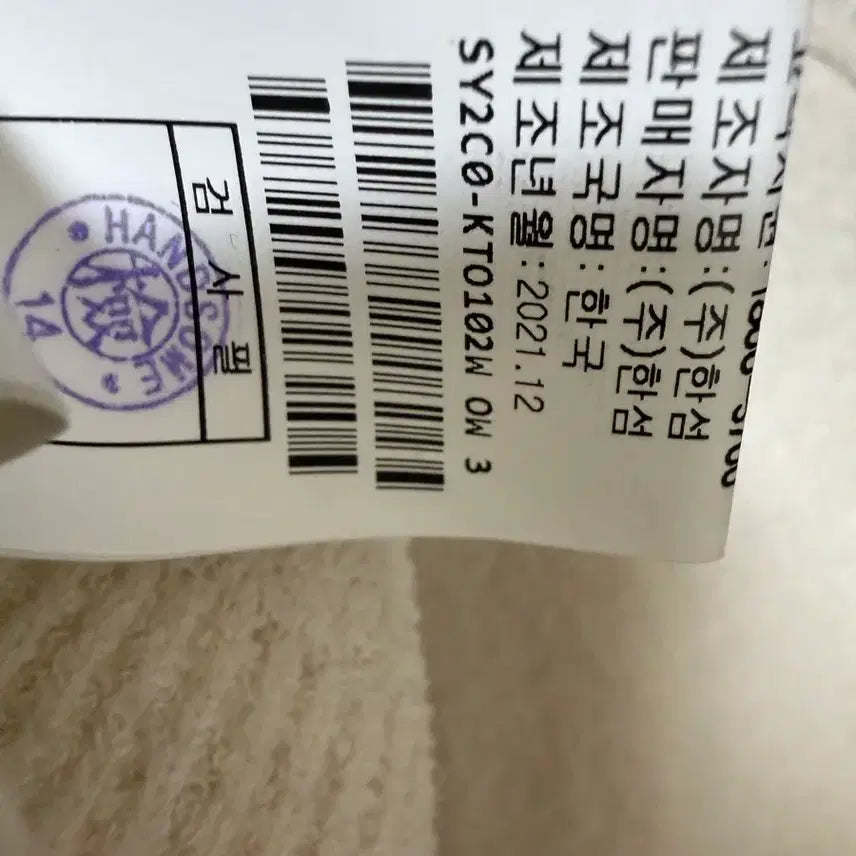 제조자명:(주)한섬
판매자명:(주)한섬
제조국명: 한국
제조년월: 2021.12
SY2C0-KTO102W OW 3
검 사 필
HANDSOME
14